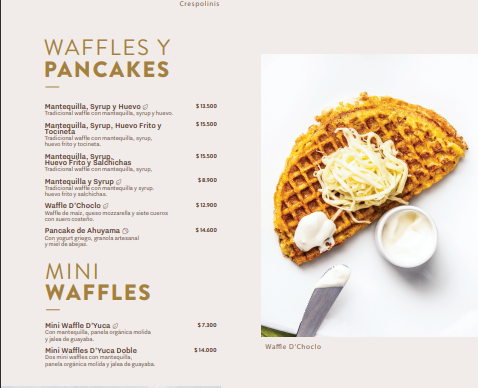 Crespolinis
WAFFLES Y
PANCAKES
Mantequilla, Syrup y Huevo $ 13.500
Tradicional waffle con mantequilla, syrup y huevo.
Mantequilla, Syrup, Huevo Frito y $ 15.500
Tocineta
Tradicional waffle con mantequilla, syrup,
huevo frito y tocineta.
Mantequilla, Syrup, $ 15.500
Huevo Frito y Salchichas
Tradicional waffle con mantequilla, syrup,
Mantequilla y Syrup $ 8.900
Tradicional waffle con mantequilla y syrup.
huevo frito y salchichas.
Waffle D'Choclo $ 12.900
Waffle de maíz, queso mozzarella y siete cueros
con suero costeño.
Pancake de Ahuyama $ 14.600
Con yogurt griego, granola artesanal
y miel de abejas.
MINI
WAFFLES
Mini Waffle D'Yuca $ 7.300
Con mantequilla, panela orgánica molida
y jalea de guayaba.
Mini Waffles D'Yuca Doble $ 14.000
Dos mini waffles con mantequilla,
panela orgánica molida y jalea de guayaba.
Waffle D'Choclo